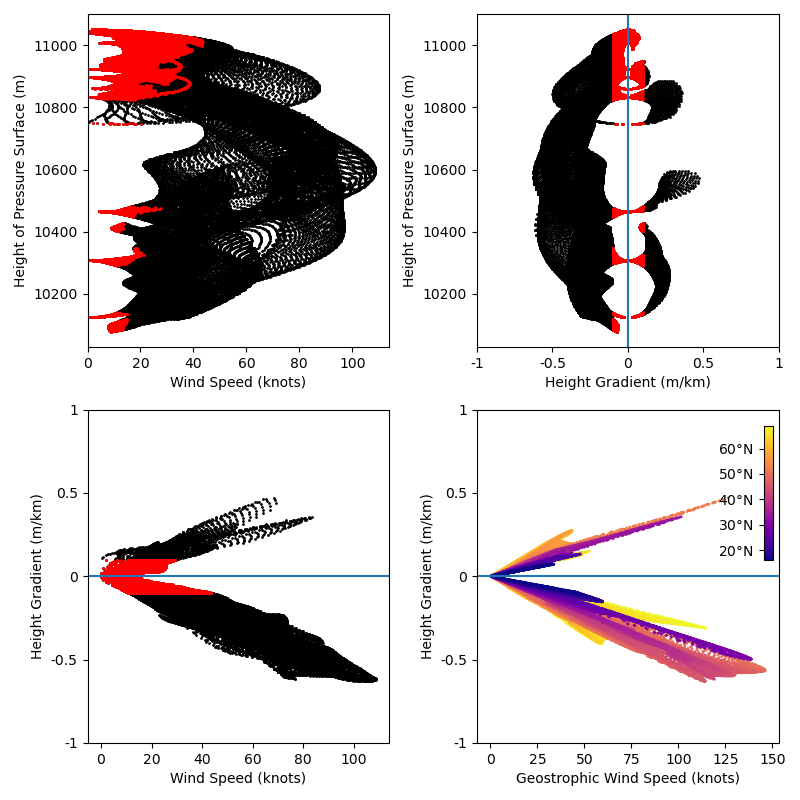 11000
10800
10600
10400
10200
Height of Pressure Surface (m)
0 20 40 60 80 100
Wind Speed (knots)
11000
10800
10600
10400
10200
Height of Pressure Surface (m)
-1 -0.5 0 0.5 1
Height Gradient (m/km)
1
0.5
0
-0.5
-1
Height Gradient (m/km)
0 20 40 60 80 100
Wind Speed (knots)
1
0.5
0
-0.5
-1
Height Gradient (m/km)
60°N
50°N
40°N
30°N
20°N
0 25 50 75 100 125 150
Geostrophic Wind Speed (knots)